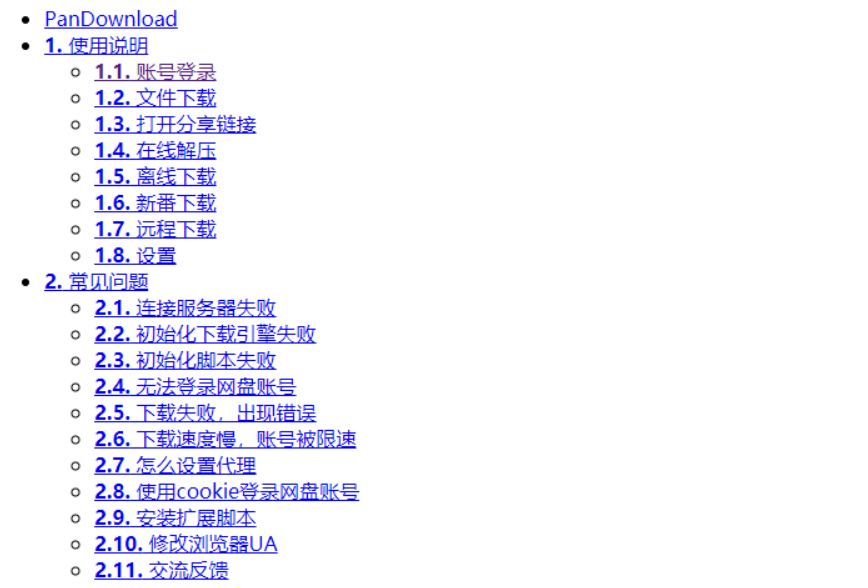 PanDownload
1. 使用说明
1.1. 账号登录
1.2. 文件下载
1.3. 打开分享链接
1.4. 在线解压
1.5. 离线下载
1.6. 新番下载
1.7. 远程下载
1.8. 设置
2. 常见问题
2.1. 连接服务器失败
2.2. 初始化下载引擎失败
2.3. 初始化脚本失败
2.4. 无法登录网盘账号
2.5. 下载失败，出现错误
2.6. 下载速度慢，账号被限速
2.7. 怎么设置代理
2.8. 使用cookie登录网盘账号
2.9. 安装扩展脚本
2.10. 修改浏览器UA
2.11. 交流反馈